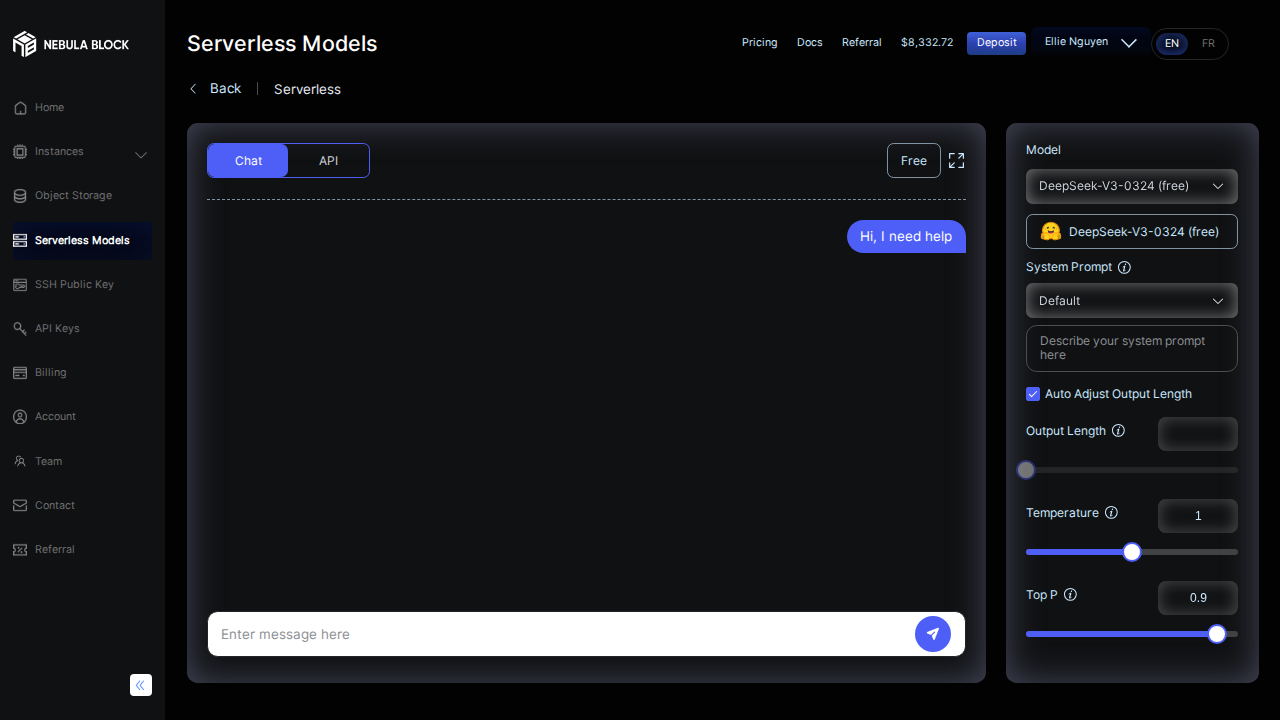 NEBULA BLOCK
Home
Instances
Object Storage
Serverless Models
SSH Public Key
API Keys
Billing
Account
Team
Contact
Referral
Serverless Models
Pricing Docs Referral $8,332.72 Deposit Ellie Nguyen EN FR
Back Serverless
Chat API Free
Hi, I need help
Enter message here
Model
DeepSeek-V3-0324 (free)
DeepSeek-V3-0324 (free)
System Prompt
Default
Describe your system prompt
here
Auto Adjust Output Length
Output Length
Temperature 1
Top P 0.9